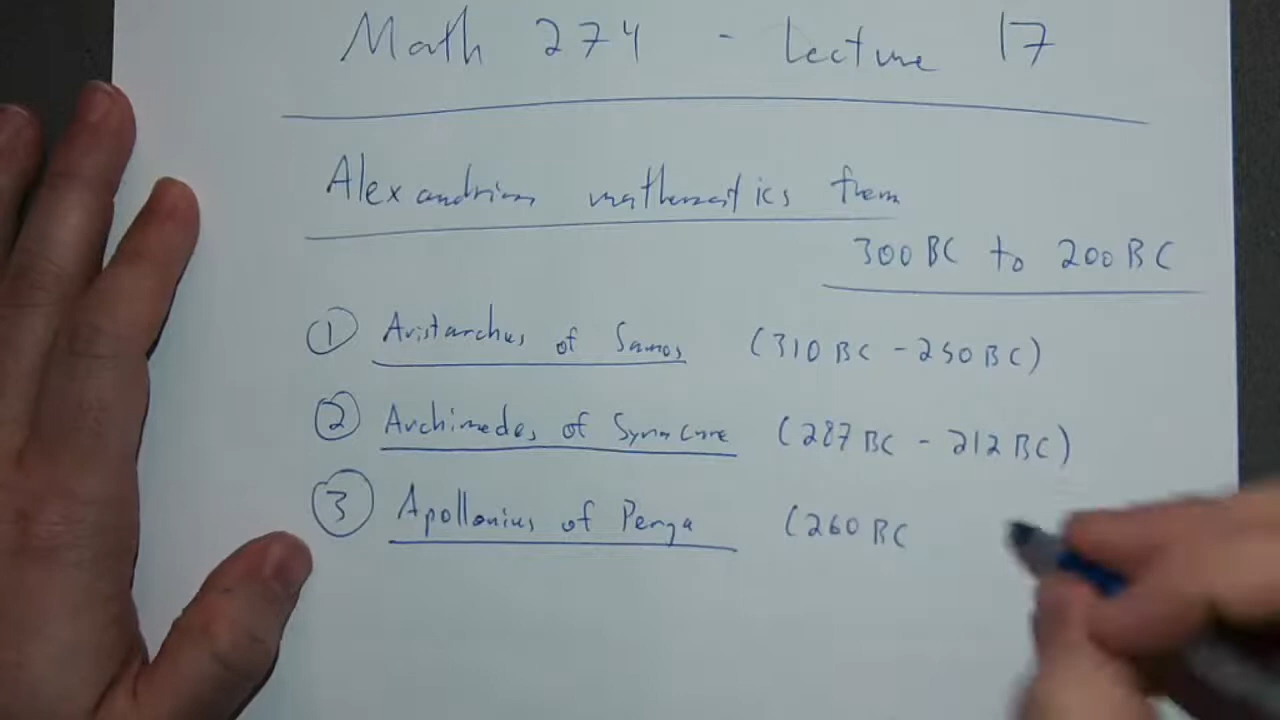 Math 274 - Lecture 17
Alexandrian mathematics from
300 BC to 200 BC
① Aristarchus of Samos (310 BC - 250 BC)
② Archimedes of Syracuse (287 BC - 212 BC)
③ Apollonius of Perga (260 BC